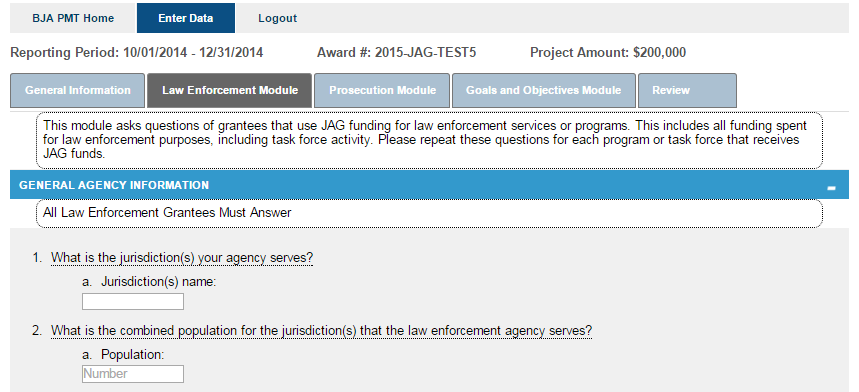 BJA PMT Home Enter Data Logout
Reporting Period: 10/01/2014 - 12/31/2014 Award #: 2015-JAG-TEST5 Project Amount: $200,000
General Information Law Enforcement Module Prosecution Module Goals and Objectives Module Review
This module asks questions of grantees that use JAG funding for law enforcement services or programs. This includes all funding spent
for law enforcement purposes, including task force activity. Please repeat these questions for each program or task force that receives
JAG funds.
GENERAL AGENCY INFORMATION
All Law Enforcement Grantees Must Answer
1. What is the jurisdiction(s) your agency serves?
a. Jurisdiction(s) name:
2. What is the combined population for the jurisdiction(s) that the law enforcement agency serves?
a. Population:
Number